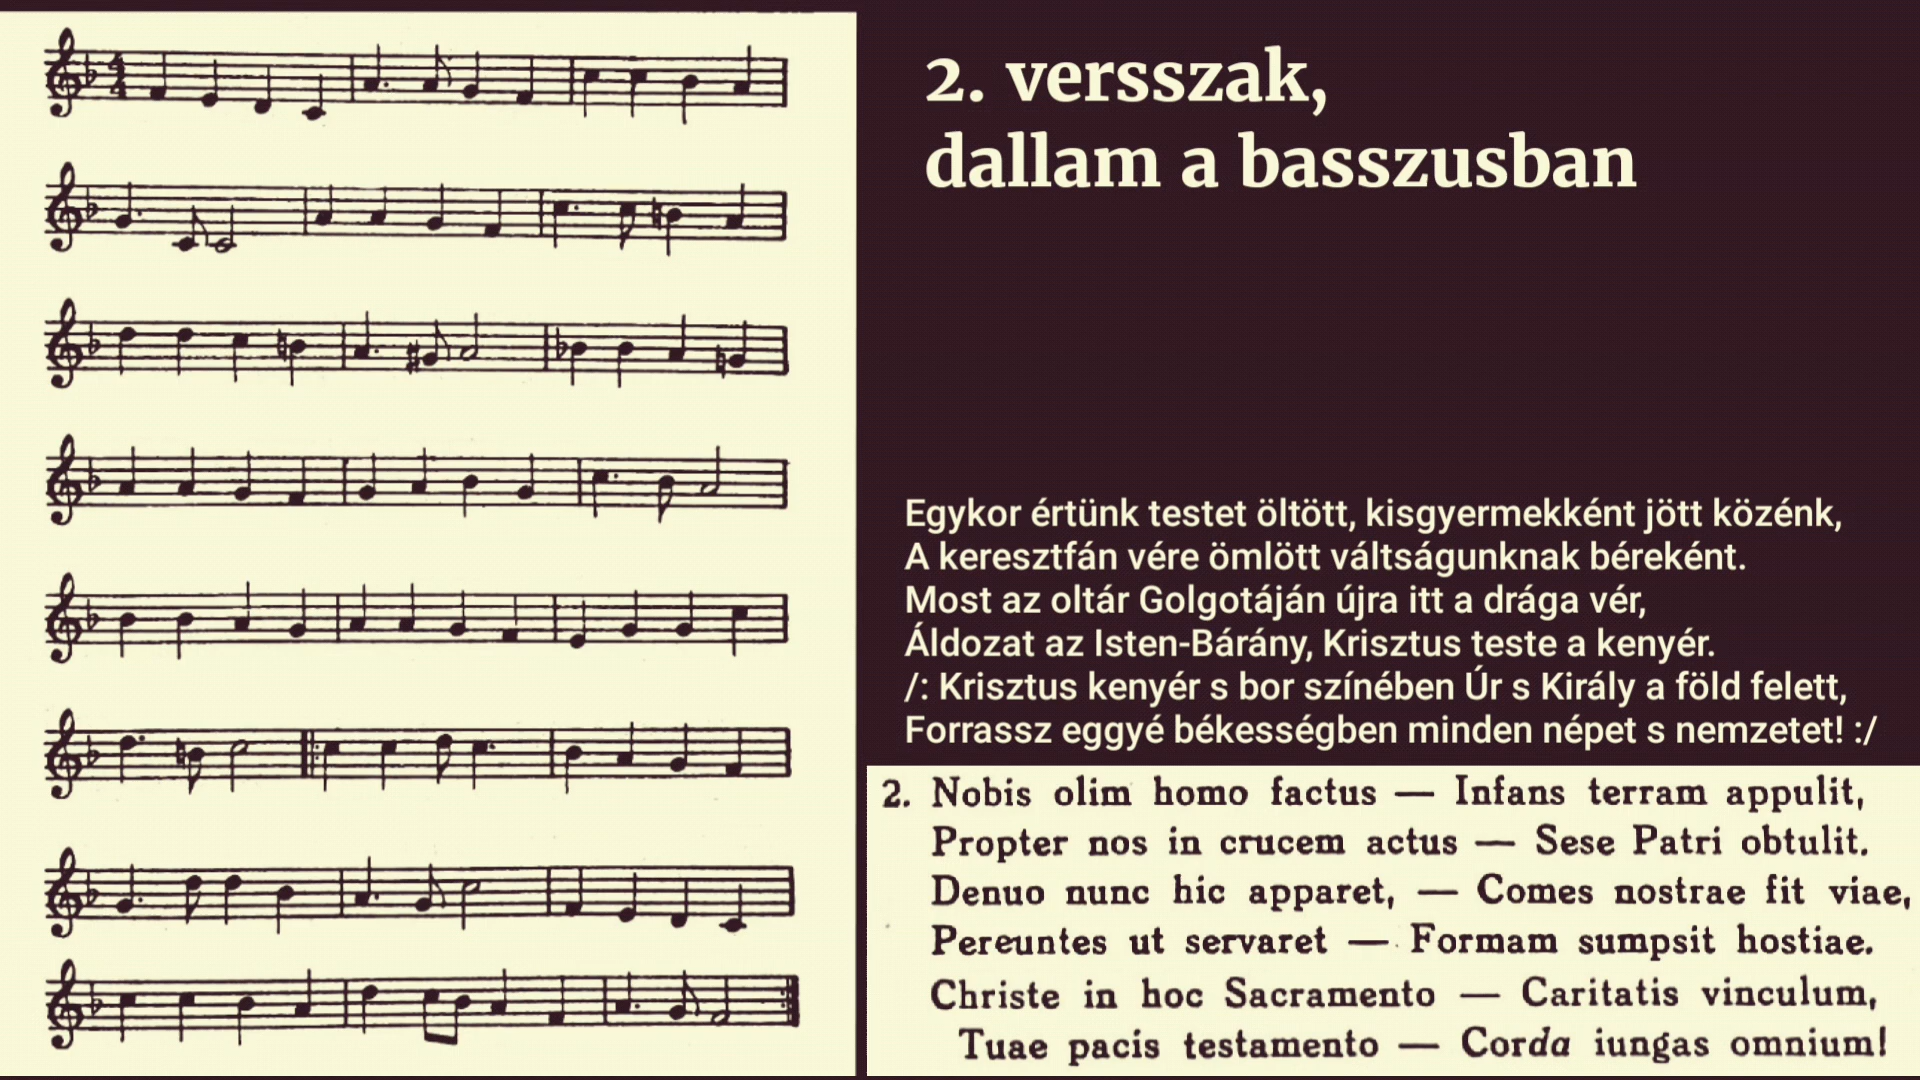 2. versszak,
dallam a basszusban
Egykor értünk testet öltött, kisgyermekként jött közénk,
A keresztfán vére ömlött váltságunknak béreként.
Most az oltár Golgotáján újra itt a drága vér,
Áldozat az Isten-Bárány, Krisztus teste a kenyér.
/: Krisztus kenyér s bor színében Úr s Király a föld felett,
Forrassz eggyé békességben minden népet s nemzetet! :/
2. Nobis olim homo factus — Infans terram appulit,
Propter nos in crucem actus — Sese Patri obtulit.
Denuo nunc hic apparet, — Comes nostrae fit viae,
Pereuntes ut servaret — Formam sumpsit hostiae.
Christe in hoc Sacramento — Caritatis vinculum,
Tuae pacis testamento — Corda iungas omnium!